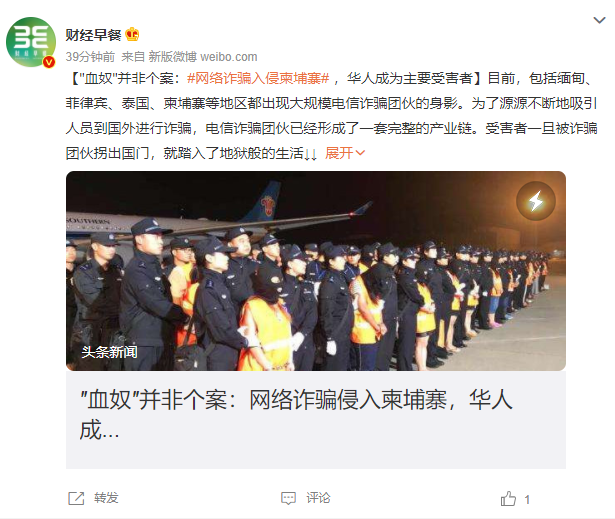 财经早餐
39分钟前 来自 新版微博 weibo.com
【"血奴"并非个案：#网络诈骗入侵柬埔寨# ，华人成为主要受害者】目前，包括缅甸、
菲律宾、泰国、柬埔寨等地区都出现大规模电信诈骗团伙的身影。为了源源不断地吸引
人员到国外进行诈骗，电信诈骗团伙已经形成了一套完整的产业链。受害者一旦被诈骗
团伙拐出国门，就踏入了地狱般的生活↓↓ 展开
SOUTHERN
头条新闻
"血奴"并非个案：网络诈骗侵入柬埔寨，华人
成...
转发
评论
1